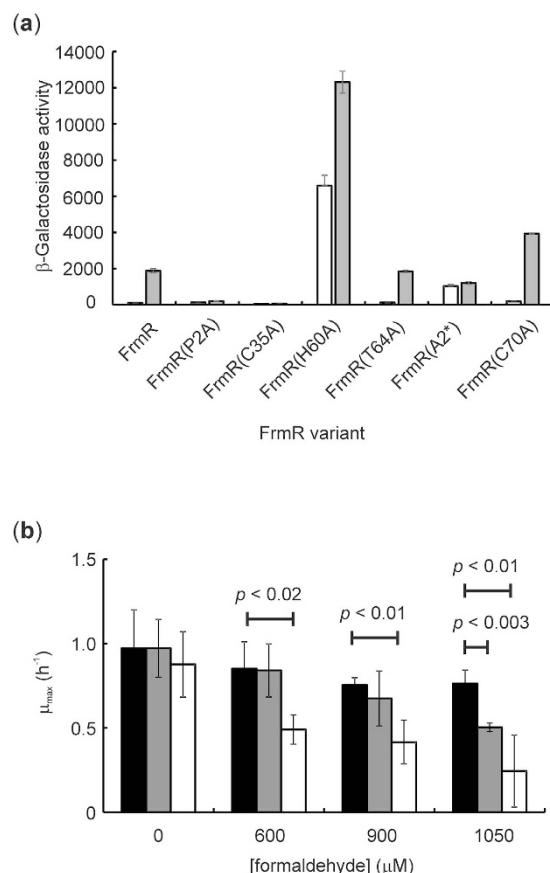 (a)
β-Galactosidase activity
14000
12000
10000
8000
6000
4000
2000
0
FrmR
FrmR(P2A)
FrmR(C35A)
FrmR(H60A)
FrmR(T64A)
FrmR(A2*)
FrmR(C70A)
FrmR variant
(b)
μmax (h-1)
1.5
1.0
0.5
0
p < 0.02
p < 0.01
p < 0.01
p < 0.003
0 600 900 1050
[formaldehyde] (μM)